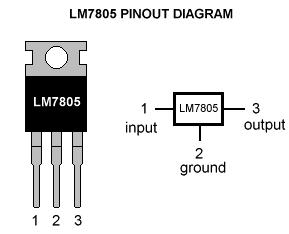 LM7805 PINOUT DIAGRAM
LM7805
1 2 3
1 LM7805 3
input output
2
ground